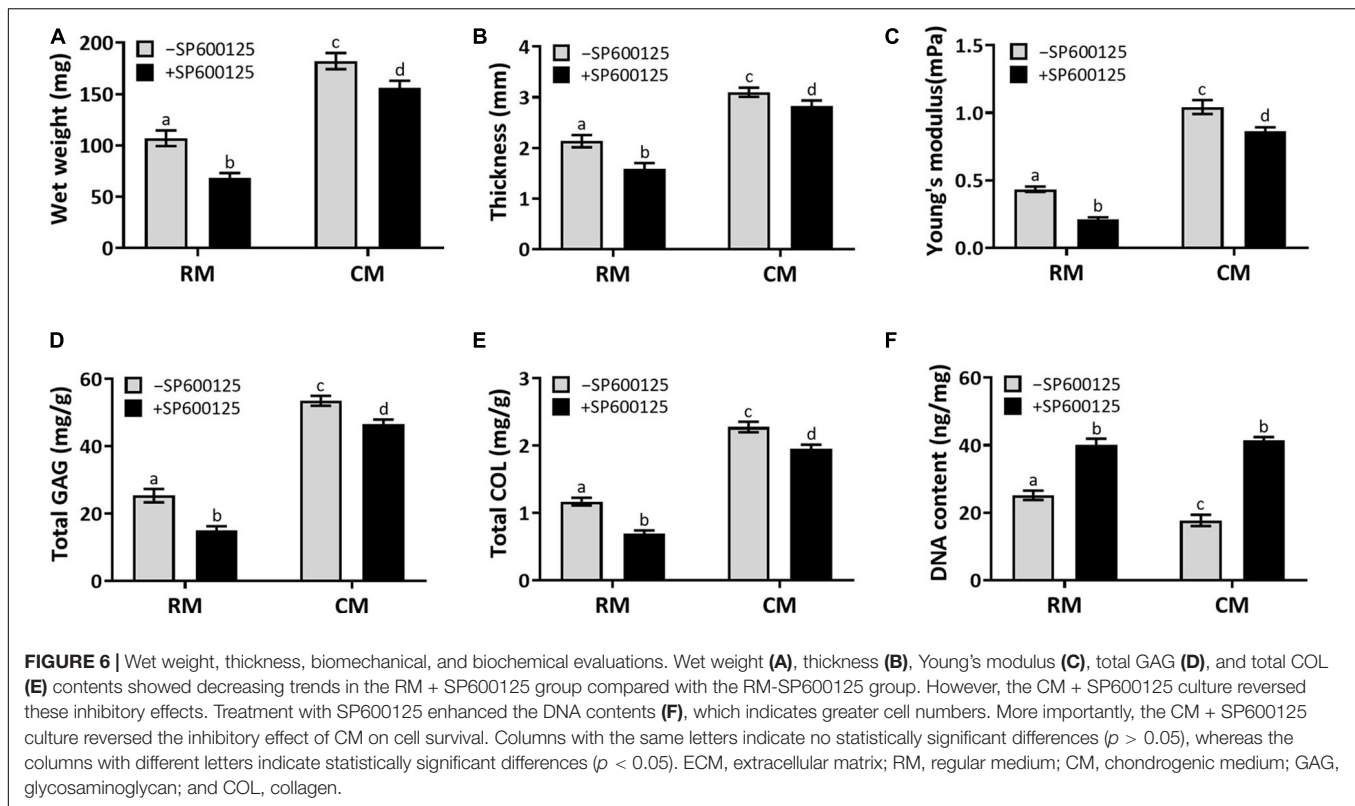 A
Wet weight (mg)
200
150
100
50
0
−SP600125
+SP600125
a
b
c
d
RM
CM
B
Thickness (mm)
4
3
2
1
0
−SP600125
+SP600125
a
b
c
d
RM
CM
C
Young's modulus(mPa)
1.5
1.0
0.5
0.0
−SP600125
+SP600125
a
b
c
d
RM
CM
D
Total GAG (mg/g)
60
40
20
0
−SP600125
+SP600125
a
b
c
d
RM
CM
E
Total COL (mg/g)
3
2
1
0
−SP600125
+SP600125
a
b
c
d
RM
CM
F
DNA content (ng/mg)
60
40
20
0
−SP600125
+SP600125
a
b
c
b
RM
CM
FIGURE 6 | Wet weight, thickness, biomechanical, and biochemical evaluations. Wet weight (A), thickness (B), Young's modulus (C), total GAG (D), and total COL
(E) contents showed decreasing trends in the RM + SP600125 group compared with the RM-SP600125 group. However, the CM + SP600125 culture reversed
these inhibitory effects. Treatment with SP600125 enhanced the DNA contents (F), which indicates greater cell numbers. More importantly, the CM + SP600125
culture reversed the inhibitory effect of CM on cell survival. Columns with the same letters indicate no statistically significant differences (p > 0.05), whereas the
columns with different letters indicate statistically significant differences (p < 0.05). ECM, extracellular matrix; RM, regular medium; CM, chondrogenic medium; GAG,
glycosaminoglycan; and COL, collagen.